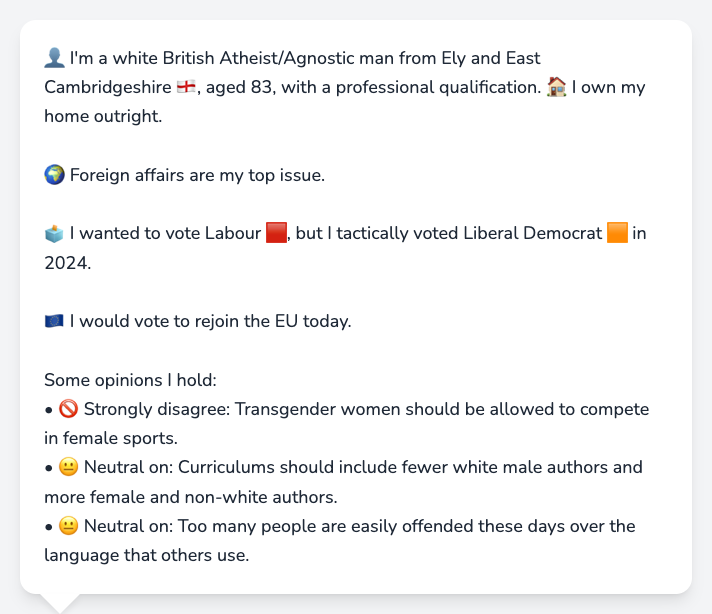 👤 I'm a white British Atheist/Agnostic man from Ely and East
Cambridgeshire 🏴󠁧󠁢󠁥󠁮󠁧󠁿, aged 83, with a professional qualification. 🏠 I own my
home outright.
🌍 Foreign affairs are my top issue.
🗳️ I wanted to vote Labour 🟥, but I tactically voted Liberal Democrat 🟧 in
2024.
🇪🇺 I would vote to rejoin the EU today.
Some opinions I hold:
• 🚫 Strongly disagree: Transgender women should be allowed to compete
in female sports.
• 😐 Neutral on: Curriculums should include fewer white male authors and
more female and non-white authors.
• 😐 Neutral on: Too many people are easily offended these days over the
language that others use.